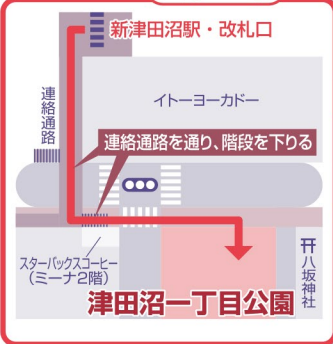 新津田沼駅・改札口
連絡通路
イトーヨーカドー
連絡通路を通り、階段を下りる
スターバックスコーヒー
(ミーナ2階)
八坂神社
津田沼一丁目公園